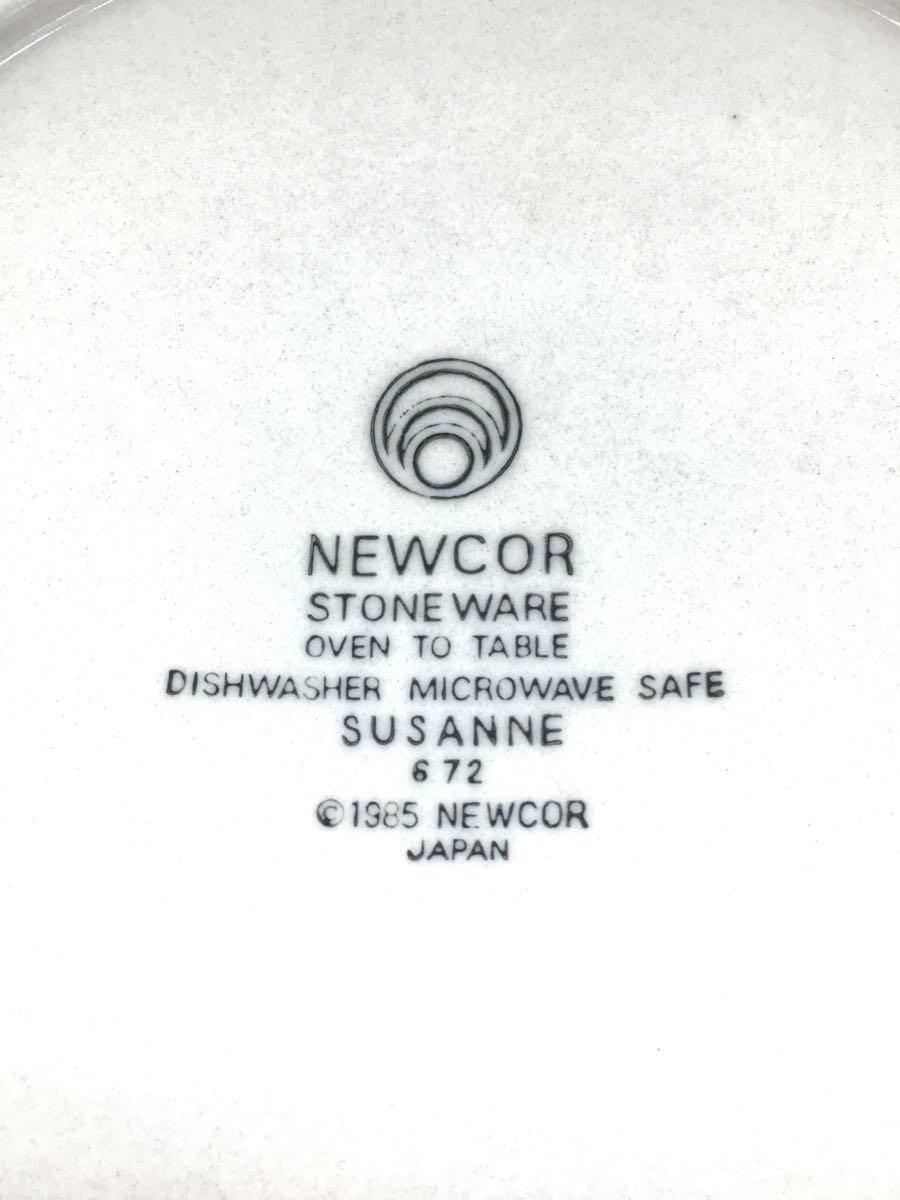 NEWCOR
STONEWARE
OVEN TO TABLE
DISHWASHER MICROWAVE SAFE
SUSANNE
672
©1985 NEWCOR
JAPAN